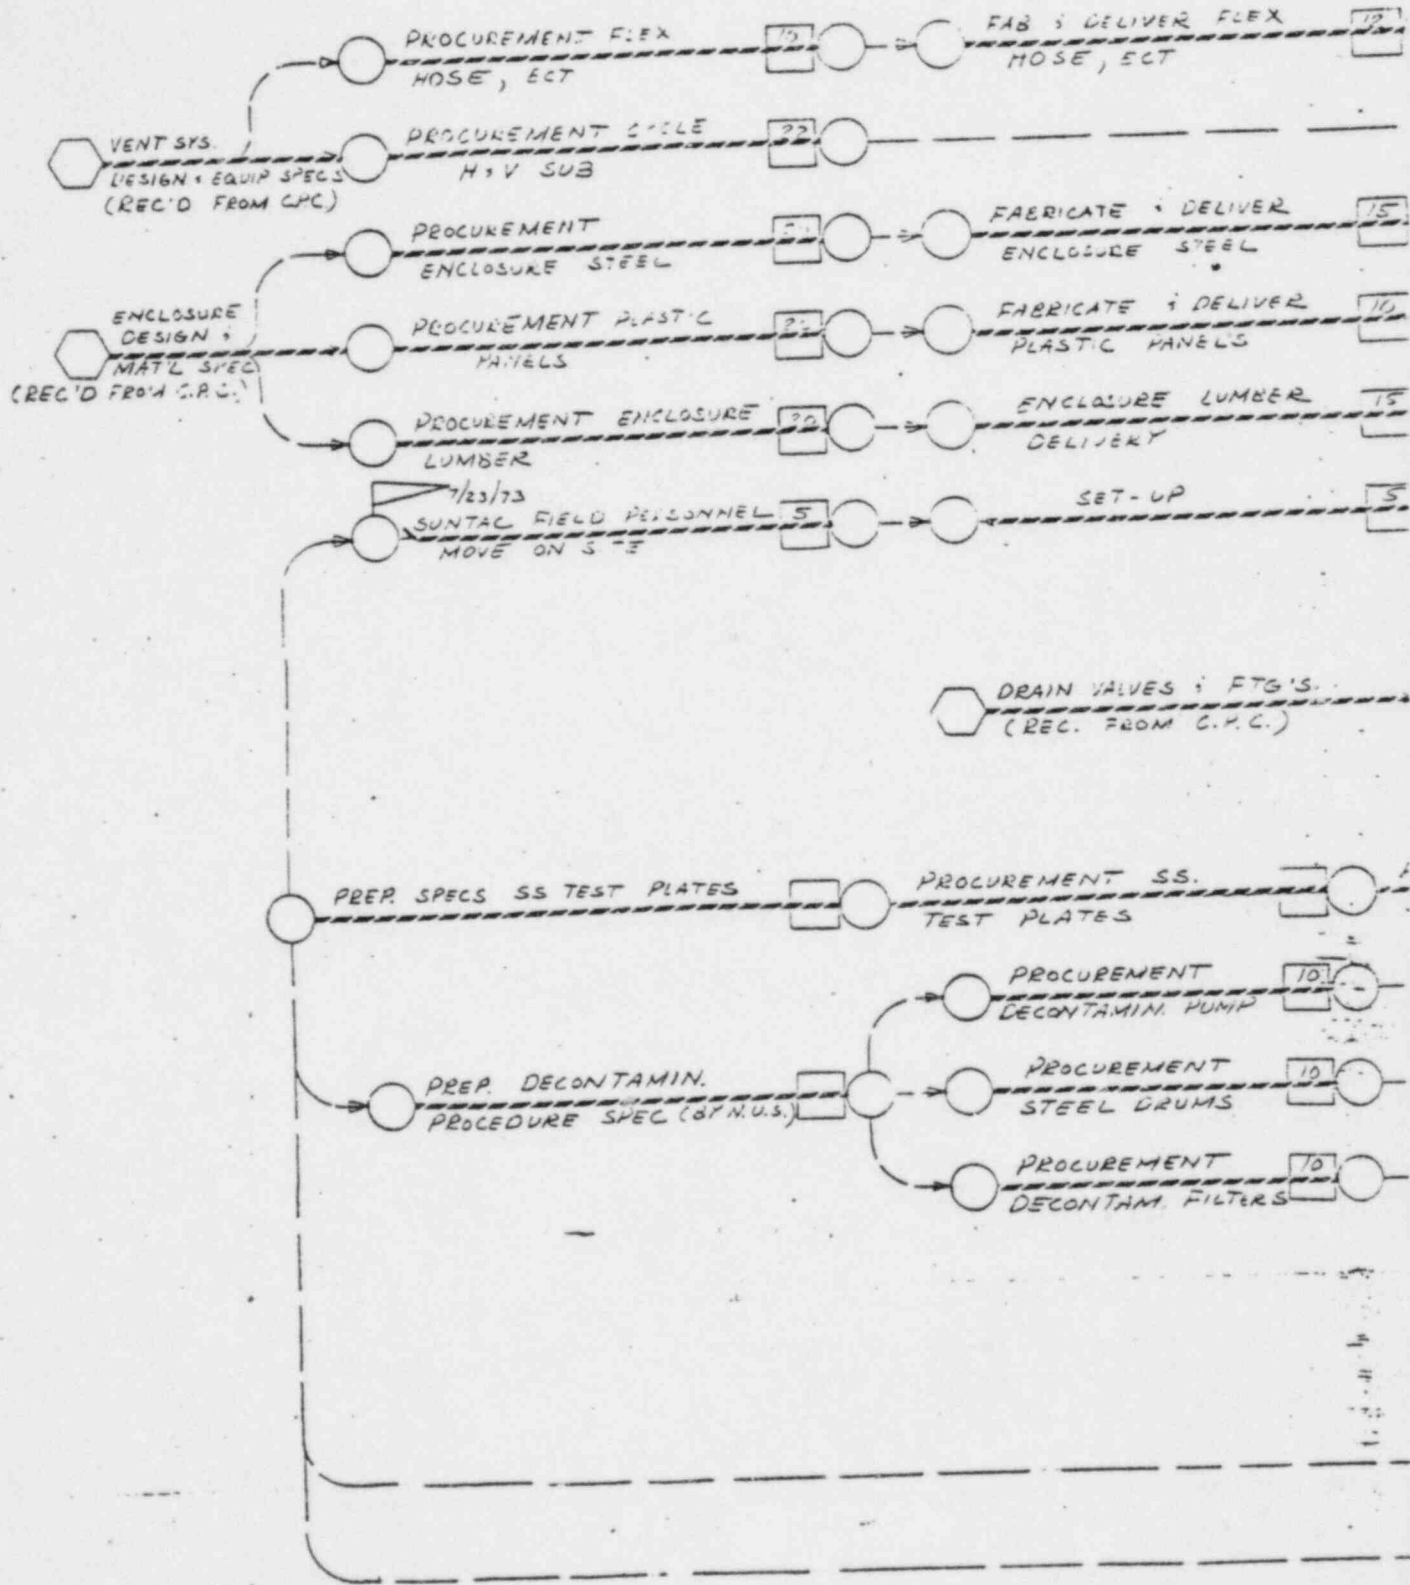 PROCUREMENT FLEX
HOSE, ECT
FAB & DELIVER FLEX
HOSE, ECT
VENT SYS.
DESIGN & EQUIP SPECS
(REC'D FROM CPC)
PROCUREMENT CYCLE
H & V SUB
22
PROCUREMENT
ENCLOSURE STEEL
FABRICATE & DELIVER
ENCLOSURE STEEL
15
ENCLOSURE
DESIGN &
MAT'L SPEC
(REC'D FROM C.P.C.)
PROCUREMENT PLASTIC
PANELS
FABRICATE & DELIVER
PLASTIC PANEL'S
10
PROCUREMENT ENCLOSURE
LUMBER
20
ENCLOSURE LUMBER
DELIVERY
15
7/23/73
SUNTAC FIELD PERSONNEL
MOVE ON SITE
5
SET-UP
5
DRAIN VALVES & FTG'S.
(REC. FROM C.P.C.)
PREP. SPECS SS TEST PLATES
PROCUREMENT SS.
TEST PLATES
PROCUREMENT
DECONTAMIN. PUMP
10
PREP. DECONTAMIN.
PROCEDURE SPEC (BY N.U.S.)
PROCUREMENT
STEEL DRUMS
10
PROCUREMENT
DECONTAM. FILTERS
10